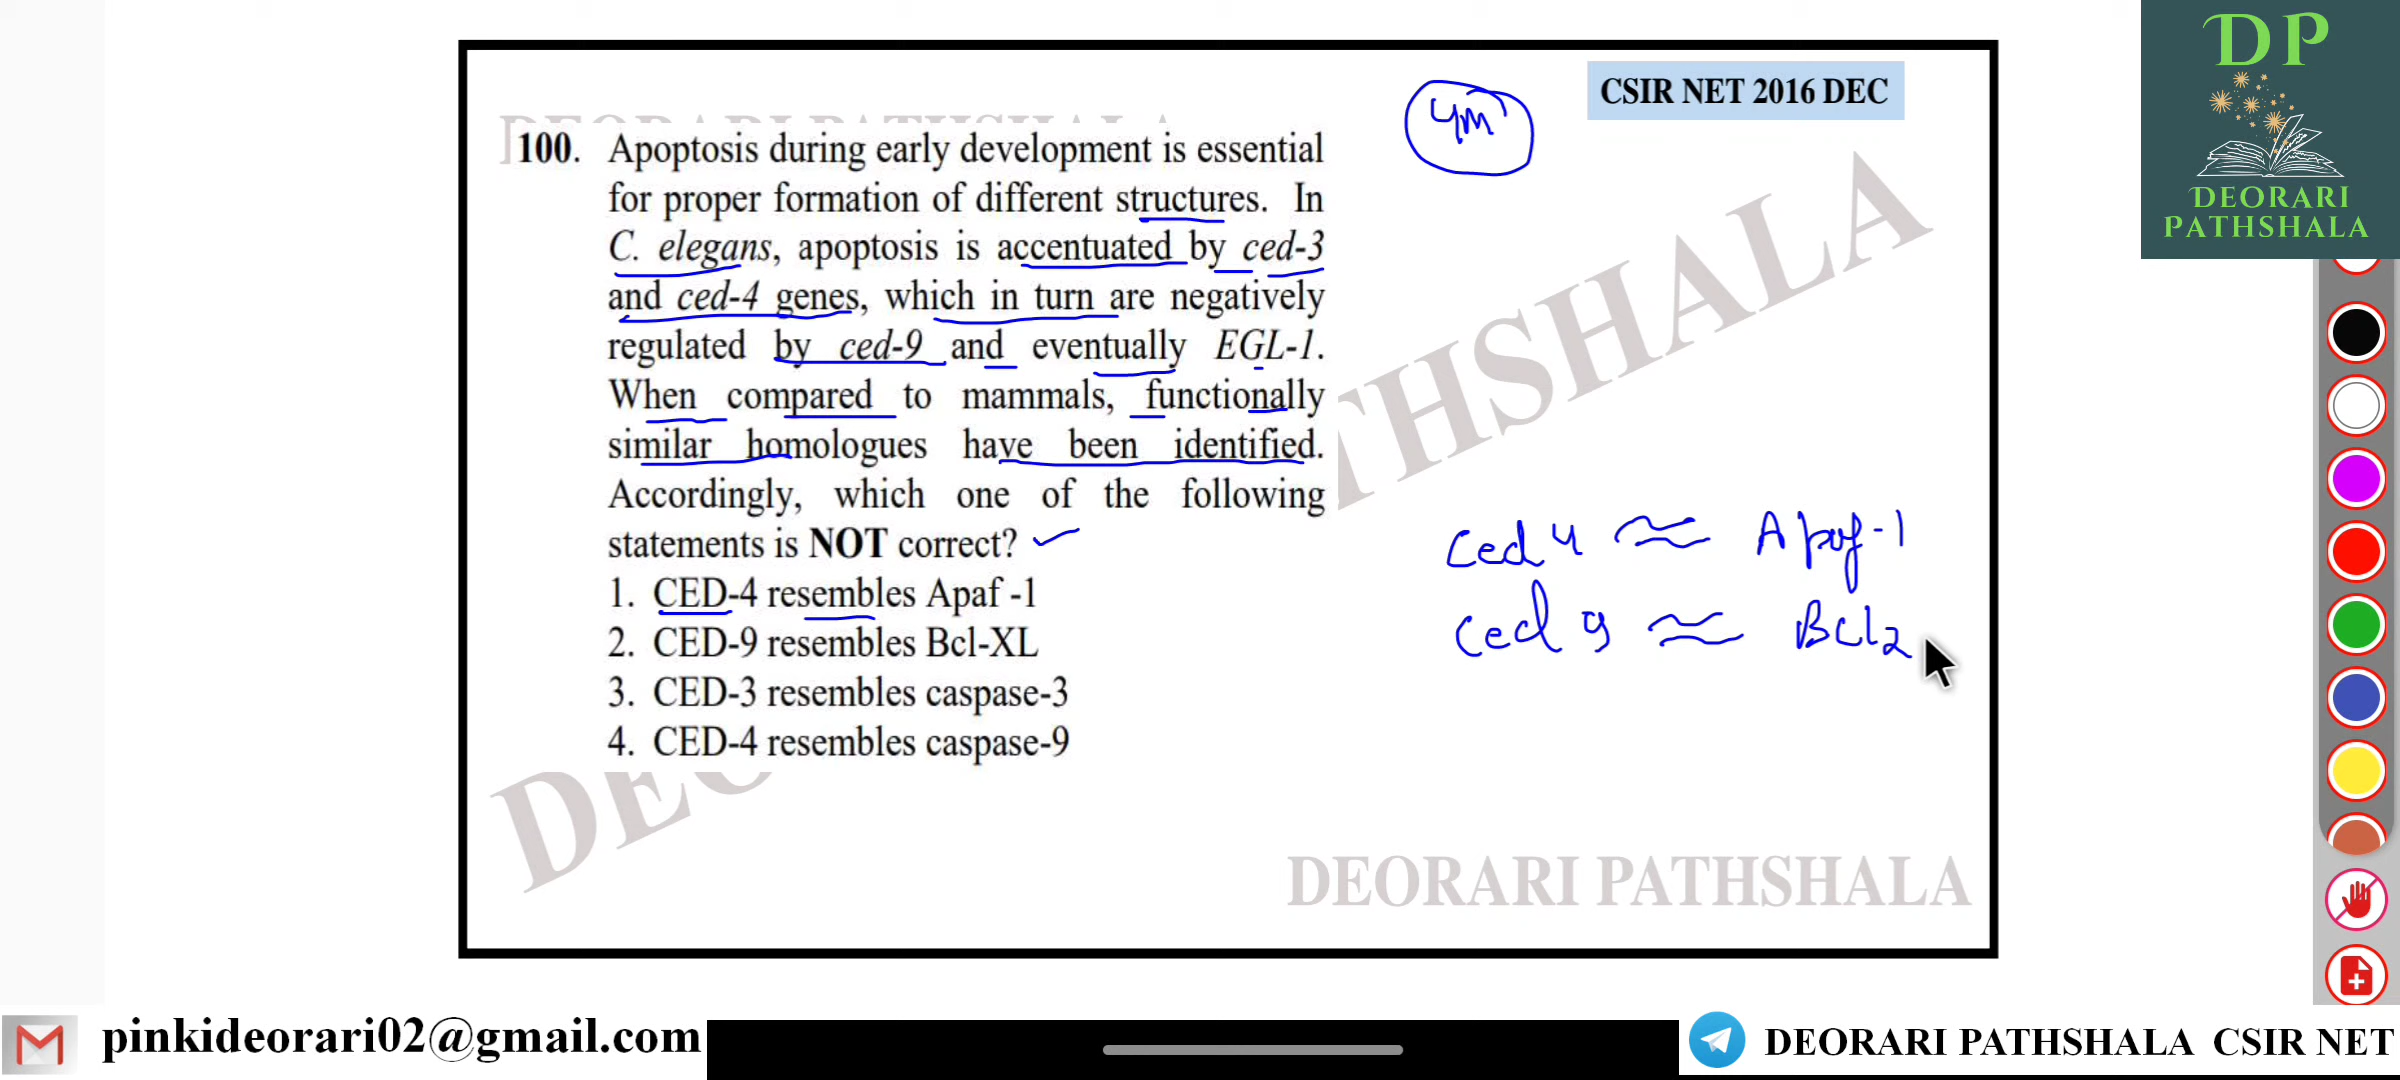 DP
DEORARI
PATHSHALA
CSIR NET 2016 DEC
4m
DEORARI PATHSHALA
100. Apoptosis during early development is essential
for proper formation of different structures. In
C. elegans, apoptosis is accentuated by ced-3
and ced-4 genes, which in turn are negatively
regulated by ced-9 and eventually EGL-1.
When compared to mammals, functionally
similar homologues have been identified.
Accordingly, which one of the following
statements is NOT correct?
1. CED-4 resembles Apaf -1
2. CED-9 resembles Bcl-XL
3. CED-3 resembles caspase-3
4. CED-4 resembles caspase-9
Ced 4 ≈ Apaf-1
Ced 9 ≈ Bcl2
DEORARI PATHSHALA
pinkideorari02@gmail.com
DEORARI PATHSHALA CSIR NET